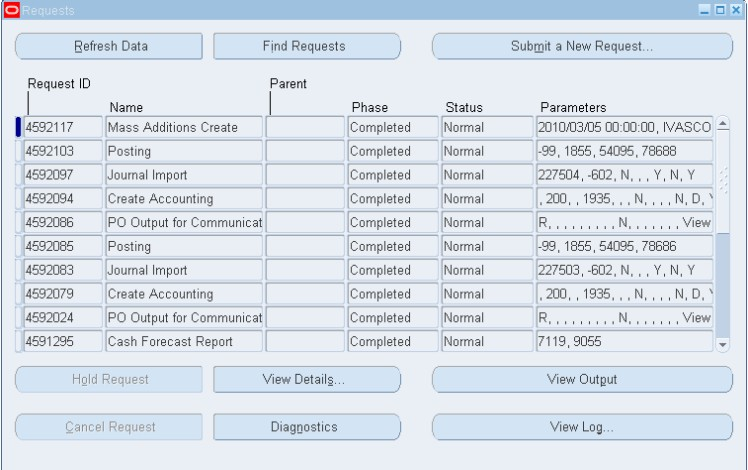 Requests
Refresh Data Find Requests Submit a New Request...
Request ID Parent
Name Phase Status Parameters
4592117 Mass Additions Create Completed Normal 2010/03/05 00:00:00, IVASCO
4592103 Posting Completed Normal -99, 1855, 54095, 78688
4592097 Journal Import Completed Normal 227504, -602, N, , , Y, N, Y
4592094 Create Accounting Completed Normal , 200, , 1935, , , N, , , , N, D, Y
4592086 PO Output for Communicat Completed Normal R, , , , , , , , , N, , , , , , , View
4592085 Posting Completed Normal -99, 1855, 54095, 78686
4592083 Journal Import Completed Normal 227503, -602, N, , , Y, N, Y
4592079 Create Accounting Completed Normal , 200, , 1935, , , N, , , , N, D, Y
4592024 PO Output for Communicat Completed Normal R, , , , , , , , , N, , , , , , , View
4591295 Cash Forecast Report Completed Normal 7119, 9055
Hold Request View Details... View Output
Cancel Request Diagnostics View Log...